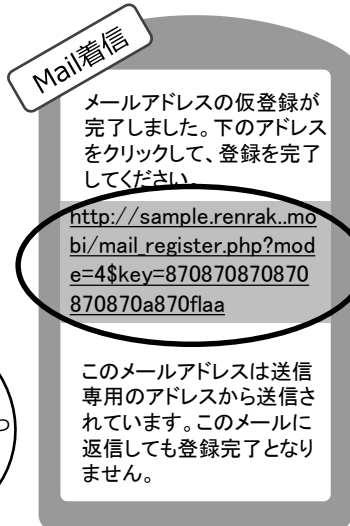 Mail着信
メールアドレスの仮登録が
完了しました。下のアドレス
をクリックして、登録を完了
してください。
http://sample.renrak..mo
bi/mail_register.php?mod
e=4$key=870870870870
870870a870flaa
このメールアドレスは送信
専用のアドレスから送信さ
れています。このメールに
返信しても登録完了となり
ません。